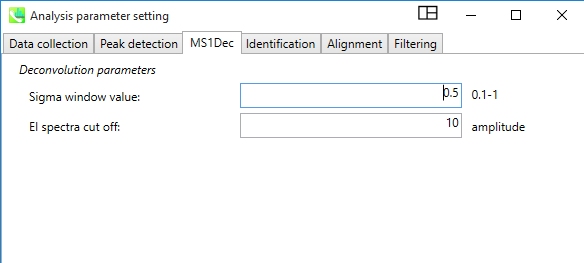 Analysis parameter setting
Data collection Peak detection MS1Dec Identification Alignment Filtering
Deconvolution parameters
Sigma window value: 0.5 0.1-1
EI spectra cut off: 10 amplitude